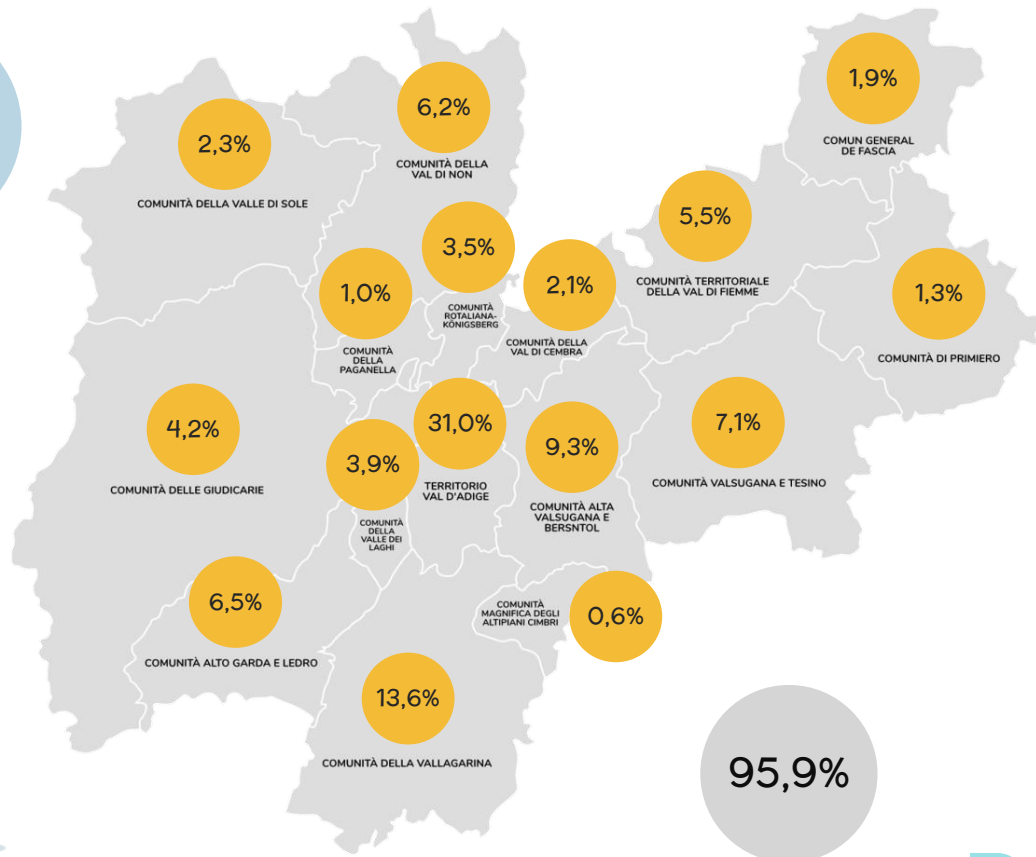 1,9%
COMUN GENERAL
DE FASCIA
6,2%
COMUNITÀ DELLA
VAL DI NON
2,3%
COMUNITÀ DELLA VALLE DI SOLE
5,5%
COMUNITÀ TERRITORIALE
DELLA VAL DI FIEMME
3,5%
COMUNITÀ
ROTALIANA-
KÖNIGSBERG
2,1%
COMUNITÀ DELLA
VAL DI CEMBRA
1,0%
COMUNITÀ
DELLA
PAGANELLA
1,3%
COMUNITÀ DI PRIMIERO
4,2%
COMUNITÀ DELLE GIUDICARIE
3,9%
COMUNITÀ
DELLA
VALLE DEI
LAGHI
31,0%
TERRITORIO
VAL D'ADIGE
9,3%
COMUNITÀ ALTA
VALSUGANA E
BERSNTOL
7,1%
COMUNITÀ VALSUGANA E TESINO
6,5%
COMUNITÀ ALTO GARDA E LEDRO
COMUNITÀ
MAGNIFICA DEGLI
ALTIPIANI CIMBRI
0,6%
13,6%
COMUNITÀ DELLA VALLAGARINA
95,9%